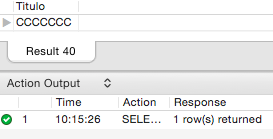 Titulo
CCCCCCC
Result 40
Action Output
Time Action Response
1 10:15:26 SELE... 1 row(s) returned